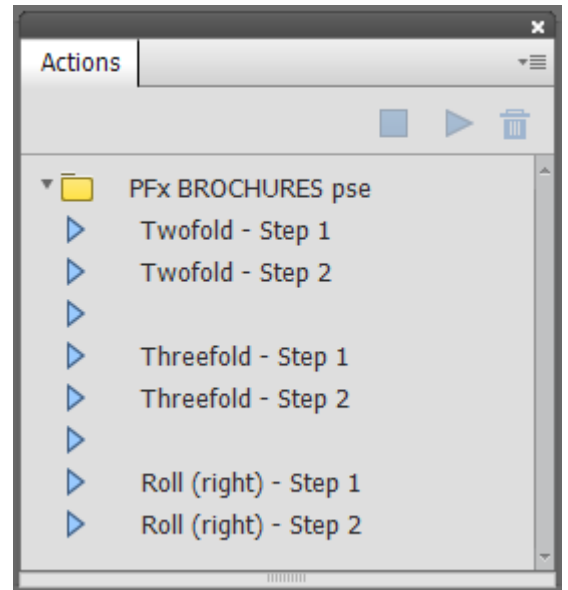 Actions
PFx BROCHURES pse
Twofold - Step 1
Twofold - Step 2
Threefold - Step 1
Threefold - Step 2
Roll (right) - Step 1
Roll (right) - Step 2